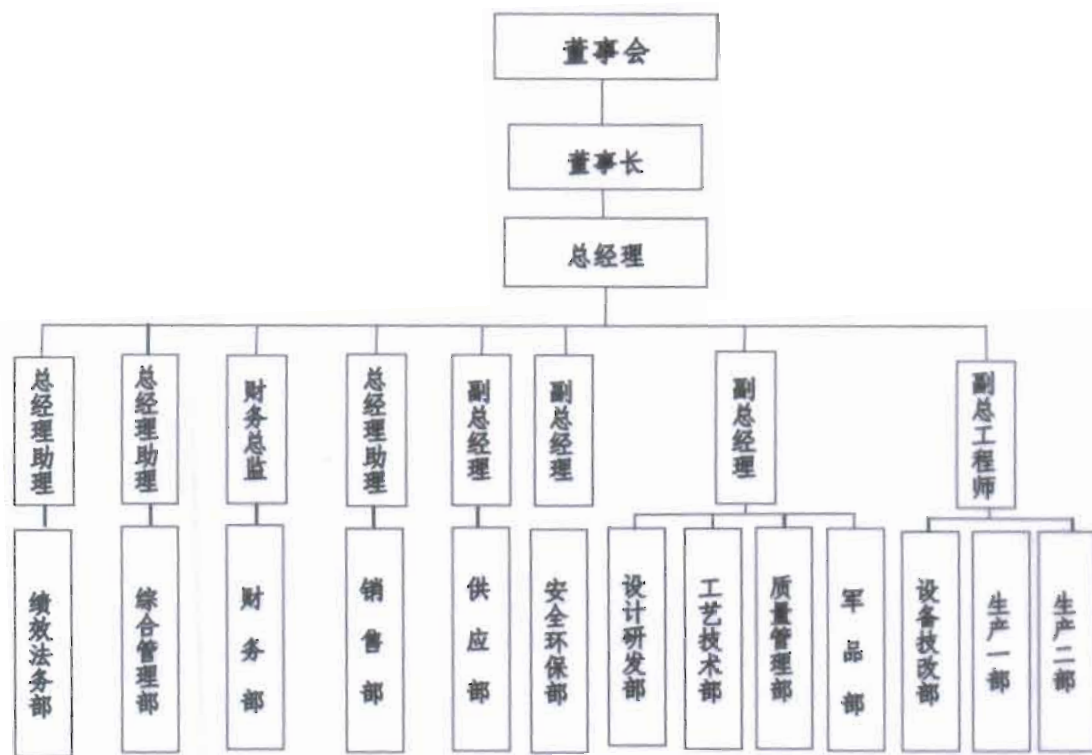 董事会
董事长
总经理
总经理助理
总经理助理
财务总监
总经理助理
副总经理
副总经理
副总经理
副总工程师
绩效法务部
综合管理部
财务部
销售部
供应部
安全环保部
设计研发部
工艺技术部
质量管理部
军品部
设备技改部
生产一部
生产二部